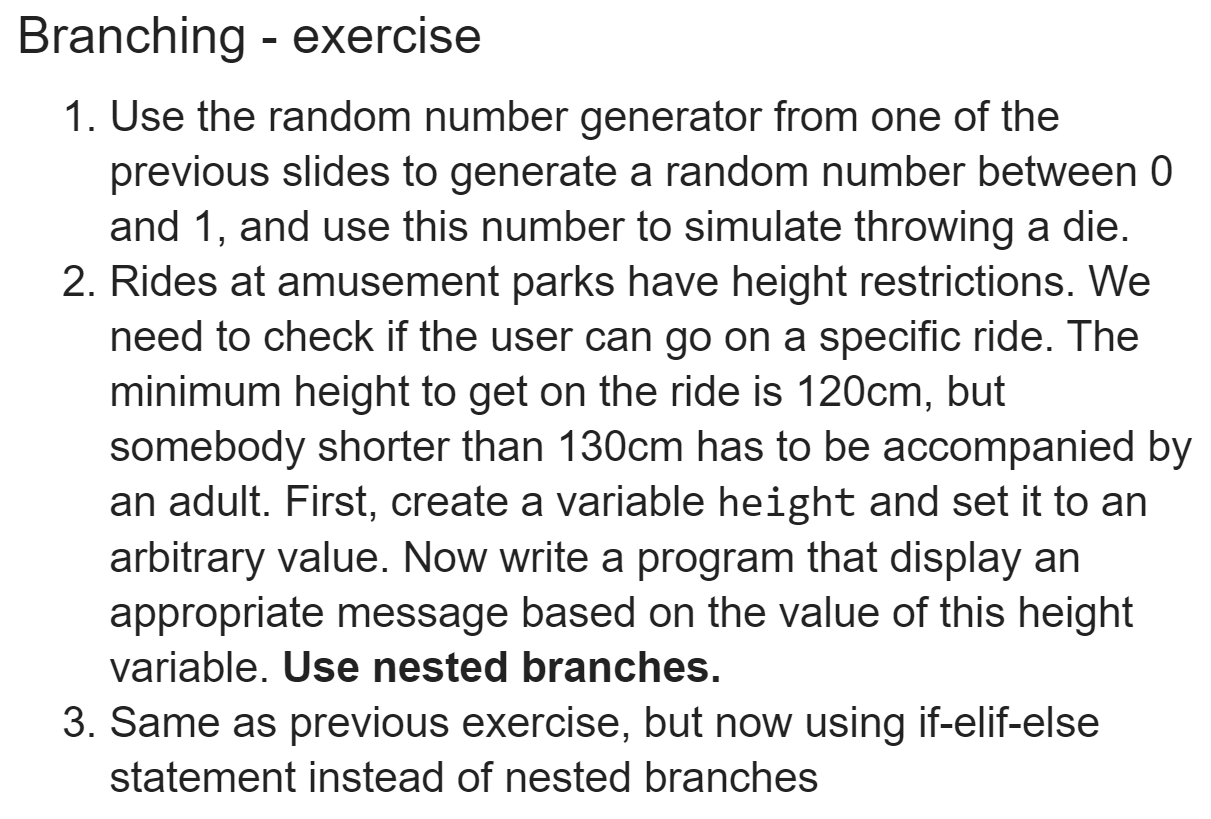 Branching - exercise
1. Use the random number generator from one of the
previous slides to generate a random number between 0
and 1, and use this number to simulate throwing a die.
2. Rides at amusement parks have height restrictions. We
need to check if the user can go on a specific ride. The
minimum height to get on the ride is 120cm, but
somebody shorter than 130cm has to be accompanied by
an adult. First, create a variable height and set it to an
arbitrary value. Now write a program that display an
appropriate message based on the value of this height
variable. Use nested branches.
3. Same as previous exercise, but now using if-elif-else
statement instead of nested branches